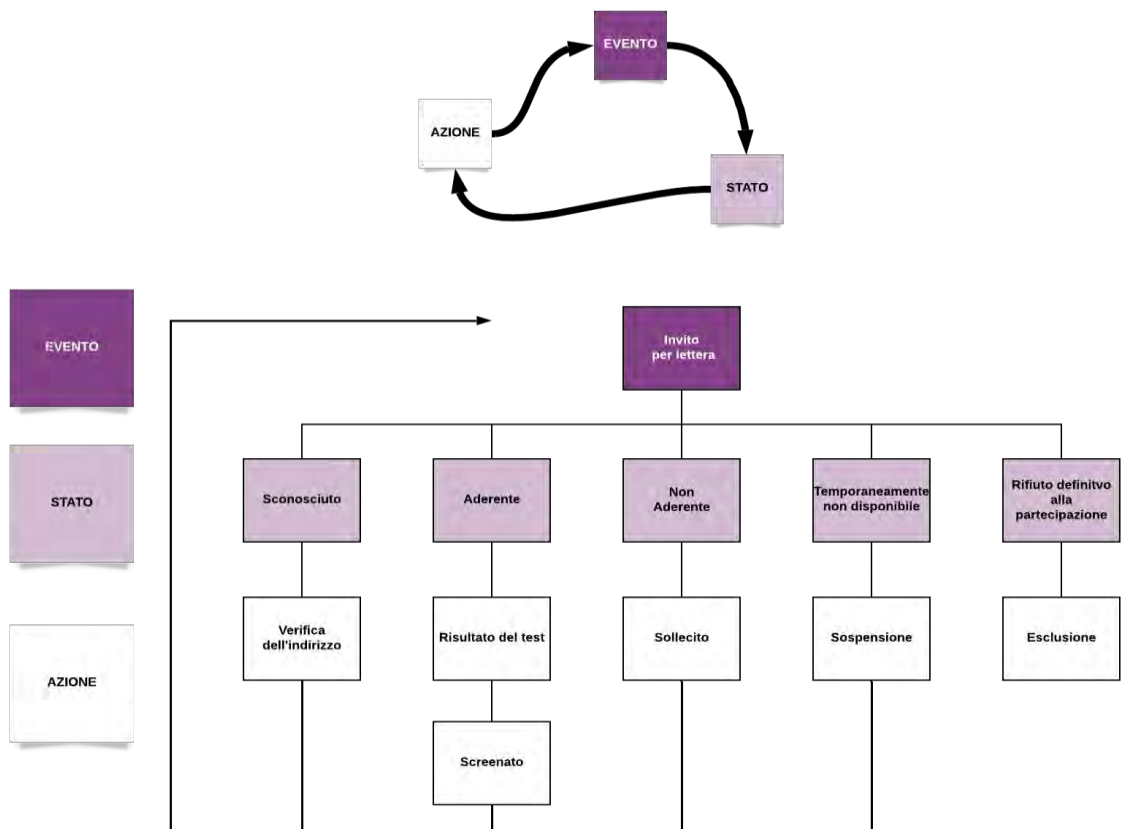 EVENTO
AZIONE
STATO
EVENTO
Invito
per lettera
STATO
Sconosciuto
Aderente
Non
Aderente
Temporaneamente
non disponibile
Rifiuto definitvo
alla
partecipazione
AZIONE
Verifica
dell'indirizzo
Risultato del test
Sollecito
Sospensione
Esclusione
Screenato